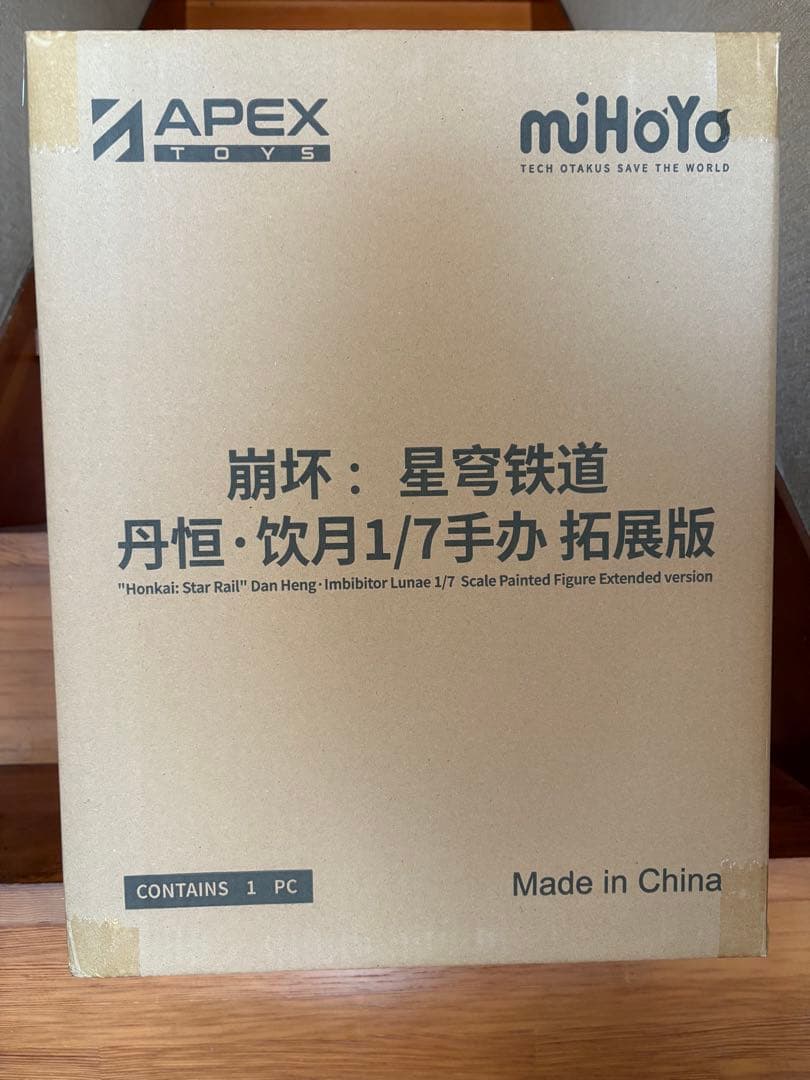 APEX
TOYS
miHoYo
TECH OTAKUS SAVE THE WORLD
崩坏：星穹铁道
丹恒·饮月1/7手办 拓展版
"Honkai: Star Rail" Dan Heng·Imbibitor Lunae 1/7 Scale Painted Figure Extended version
CONTAINS 1 PC
Made in China